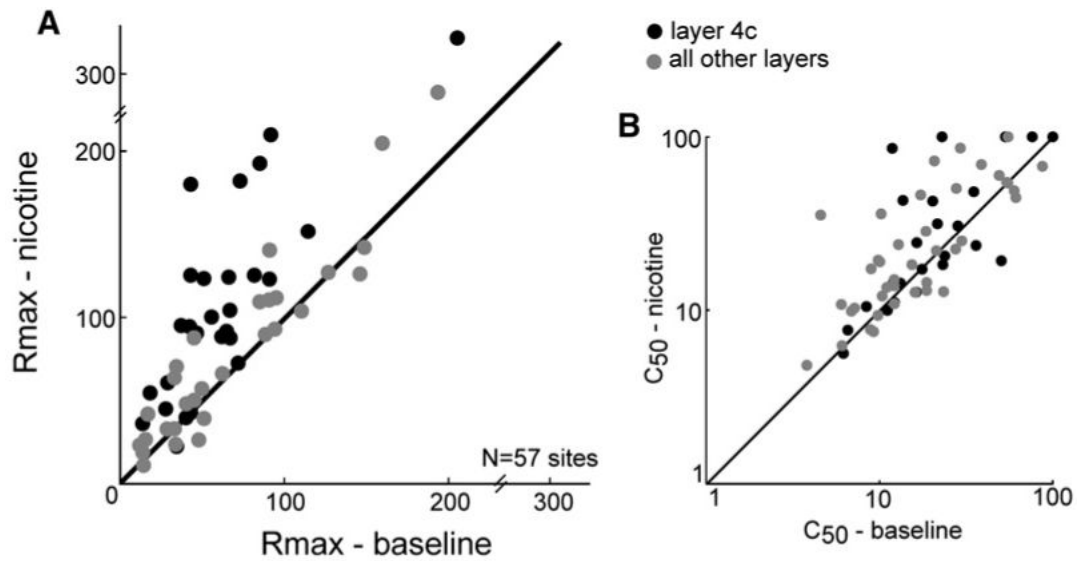 A
layer 4c
all other layers
300
200
100
0
100
200
300
N=57 sites
Rmax - nicotine
Rmax - baseline
B
100
10
1
1
10
100
C50 - nicotine
C50 - baseline